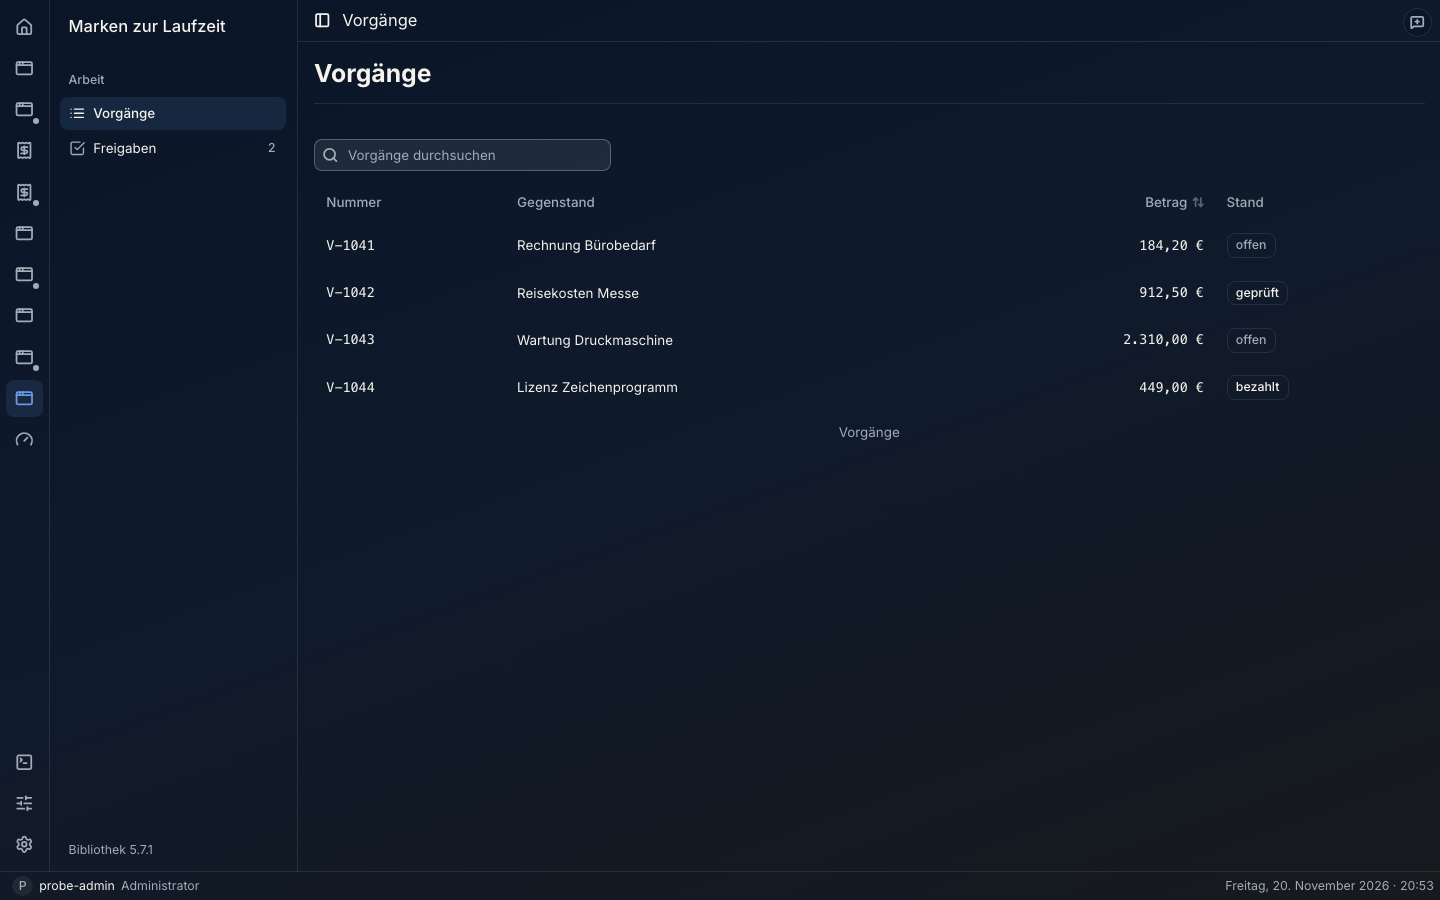 Marken zur Laufzeit
Arbeit
Vorgänge
Freigaben 2
Bibliothek 5.7.1
Vorgänge
Vorgänge
Vorgänge durchsuchen
Nummer Gegenstand Betrag Stand
V-1041 Rechnung Bürobedarf 184,20 € offen
V-1042 Reisekosten Messe 912,50 € geprüft
V-1043 Wartung Druckmaschine 2.310,00 € offen
V-1044 Lizenz Zeichenprogramm 449,00 € bezahlt
Vorgänge
P probe-admin Administrator
Freitag, 20. November 2026 · 20:53